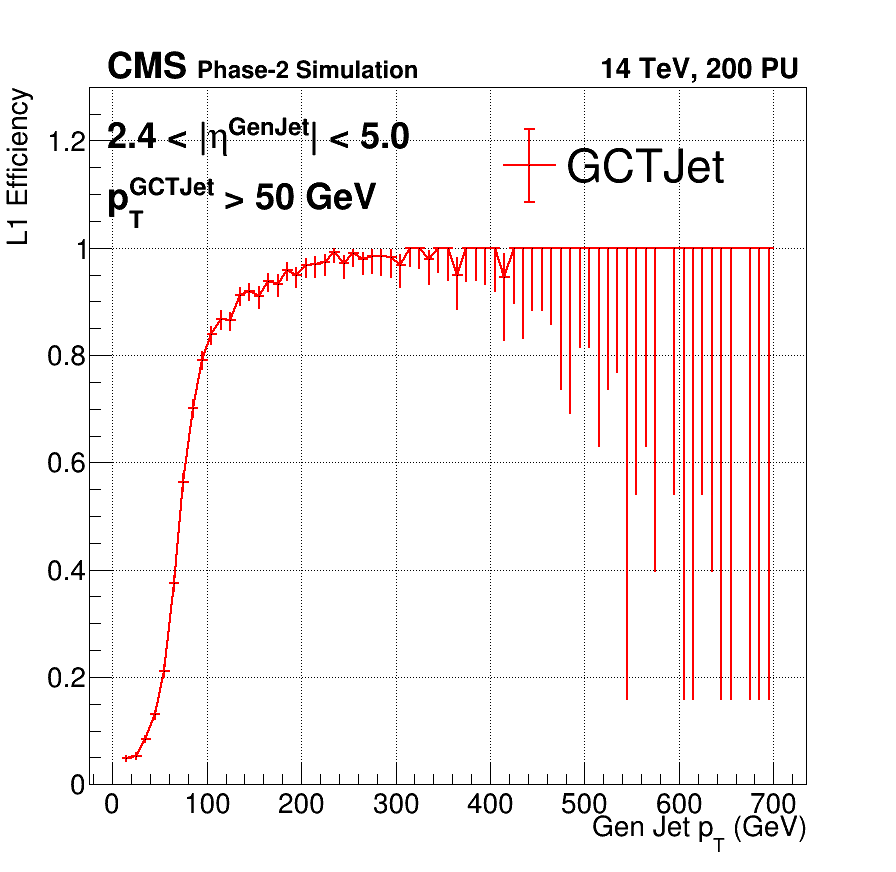 CMS Phase-2 Simulation 14 TeV, 200 PU
L1 Efficiency
2.4 < |η^GenJet| < 5.0
p_T^GCTJet > 50 GeV
GCTJet
1.2
1
0.8
0.6
0.4
0.2
0
0 100 200 300 400 500 600 700
Gen Jet p_T (GeV)